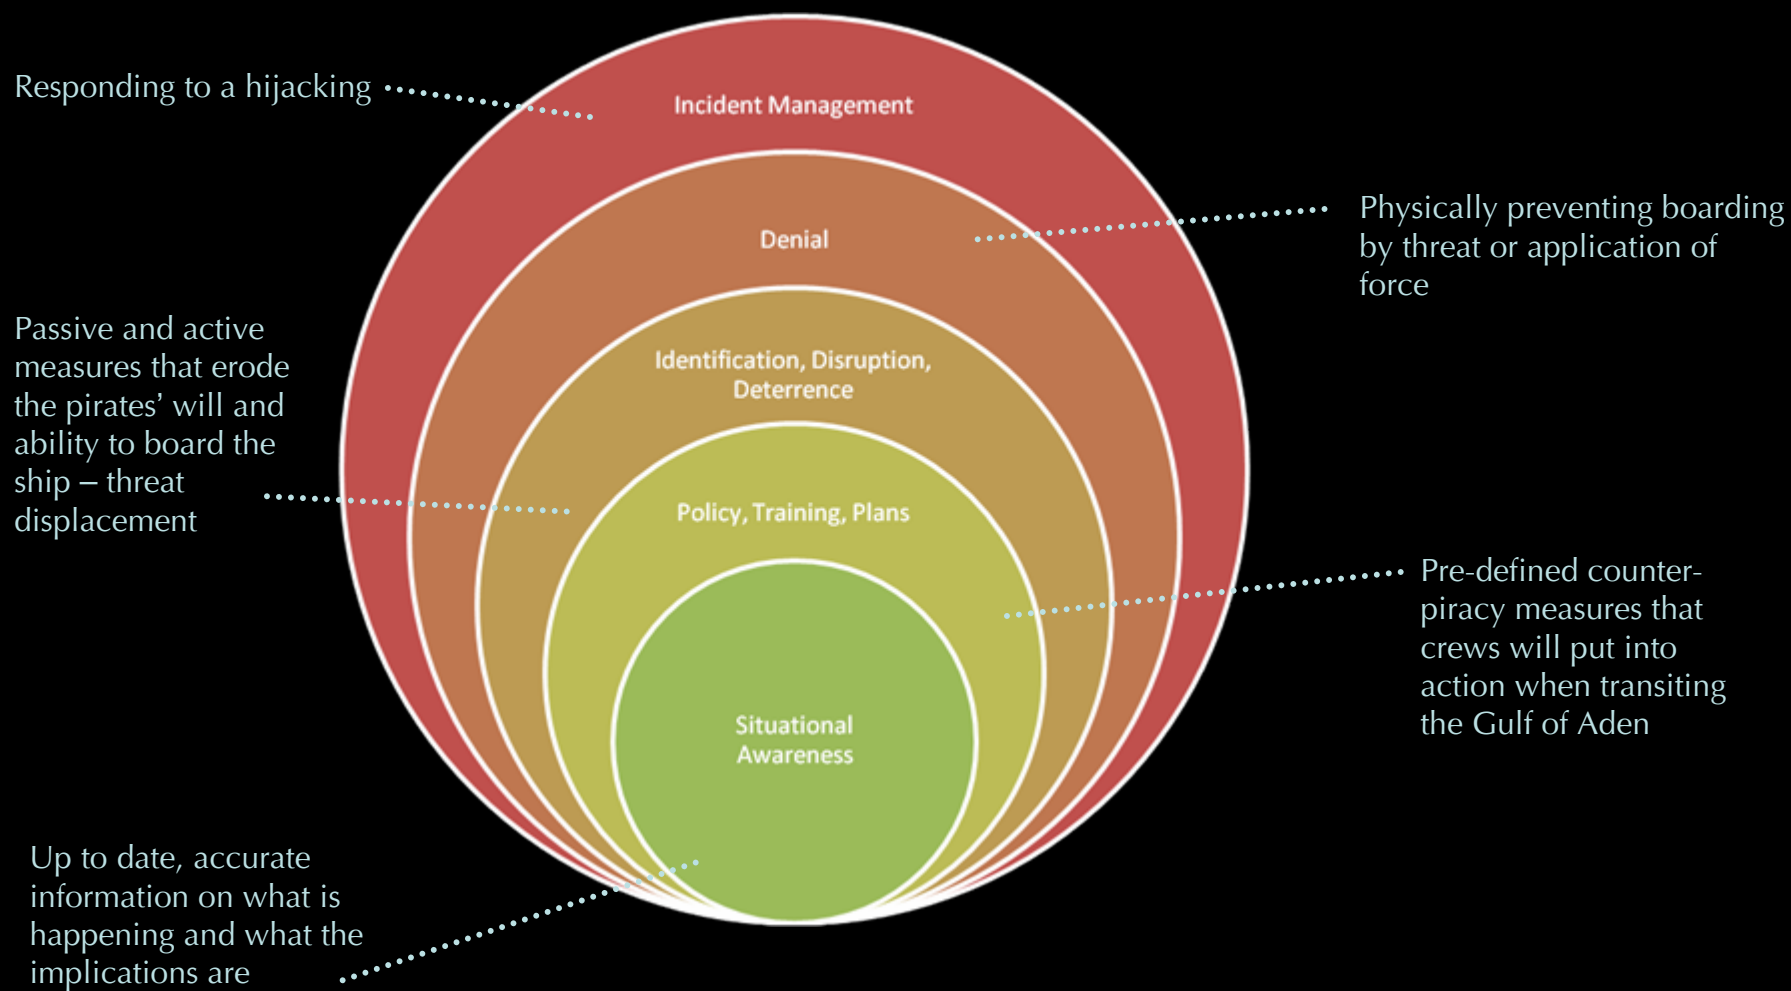 Responding to a hijacking
Incident Management
Physically preventing boarding
by threat or application of
force
Denial
Passive and active
measures that erode
the pirates’ will and
ability to board the
ship – threat
displacement
Identification, Disruption,
Deterrence
Policy, Training, Plans
Pre-defined counter-
piracy measures that
crews will put into
action when transiting
the Gulf of Aden
Situational
Awareness
Up to date, accurate
information on what is
happening and what the
implications are